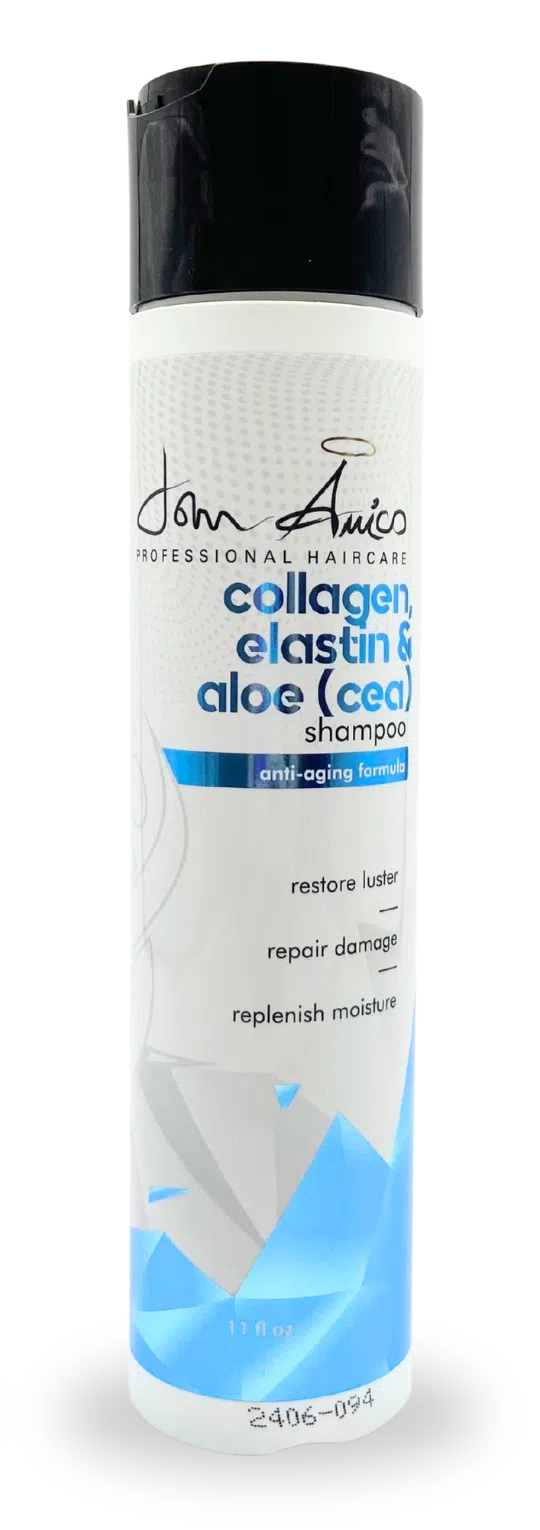 John Amico
PROFESSIONAL HAIRCARE
collagen,
elastin &
aloe (cea)
shampoo
anti-aging formula
restore luster
repair damage
replenish moisture
11 fl oz
2406-094